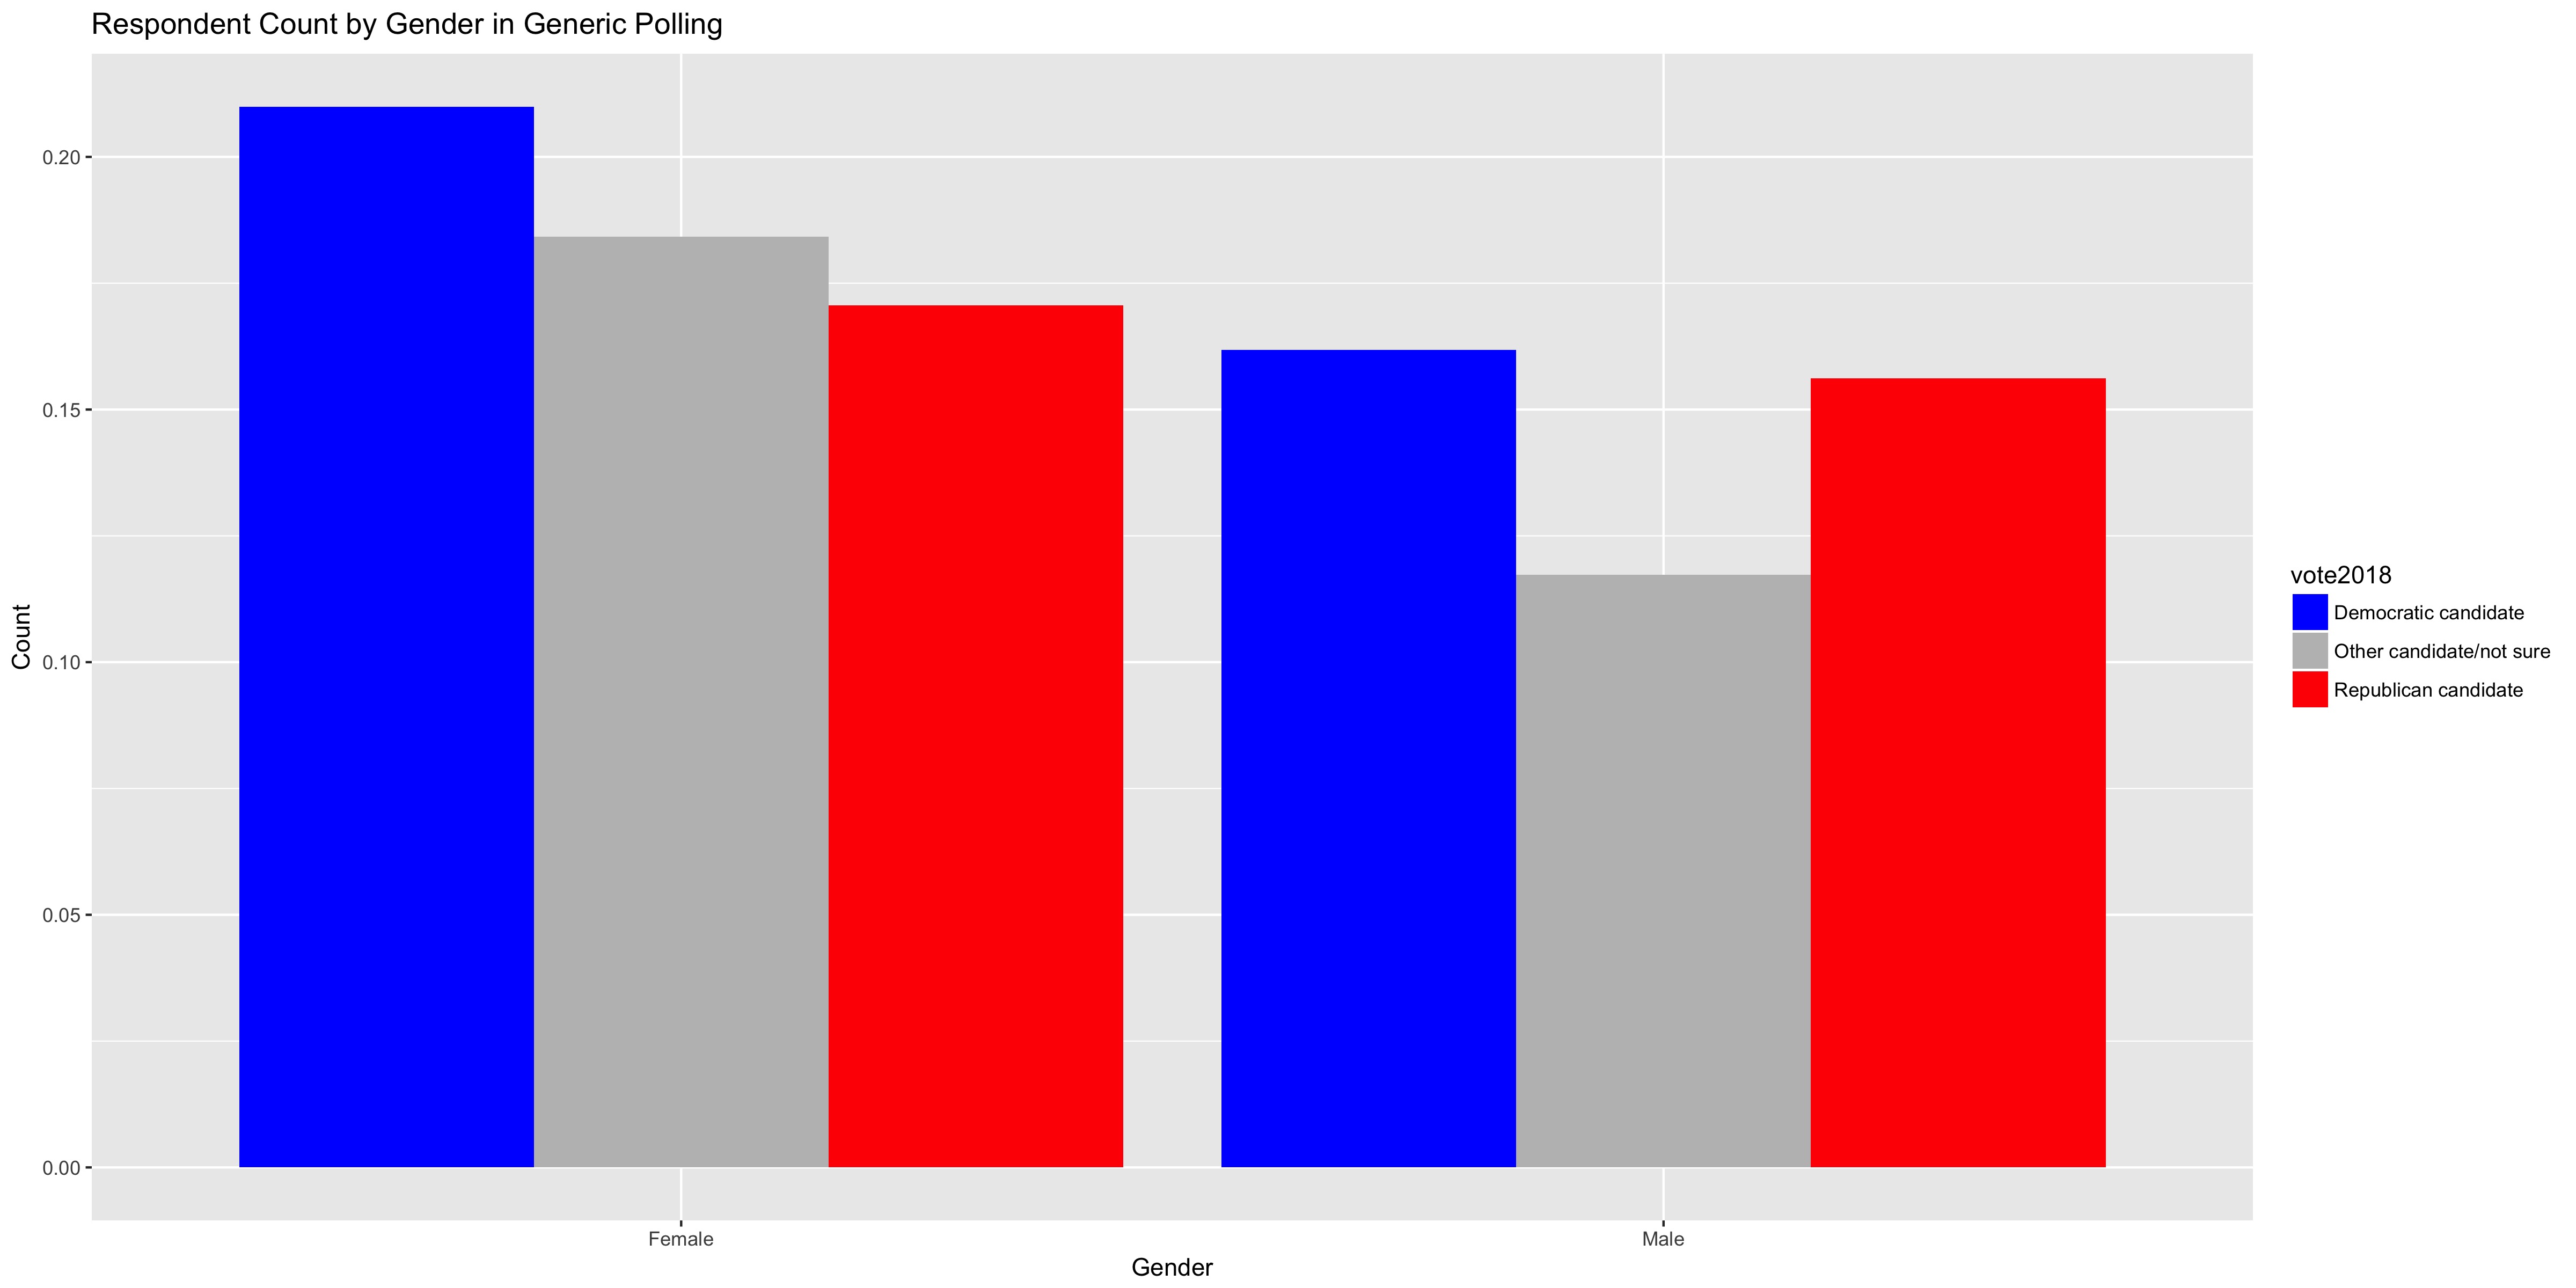 Respondent Count by Gender in Generic Polling
Count
0.20
0.15
0.10
0.05
0.00
Female
Male
Gender
vote2018
Democratic candidate
Other candidate/not sure
Republican candidate